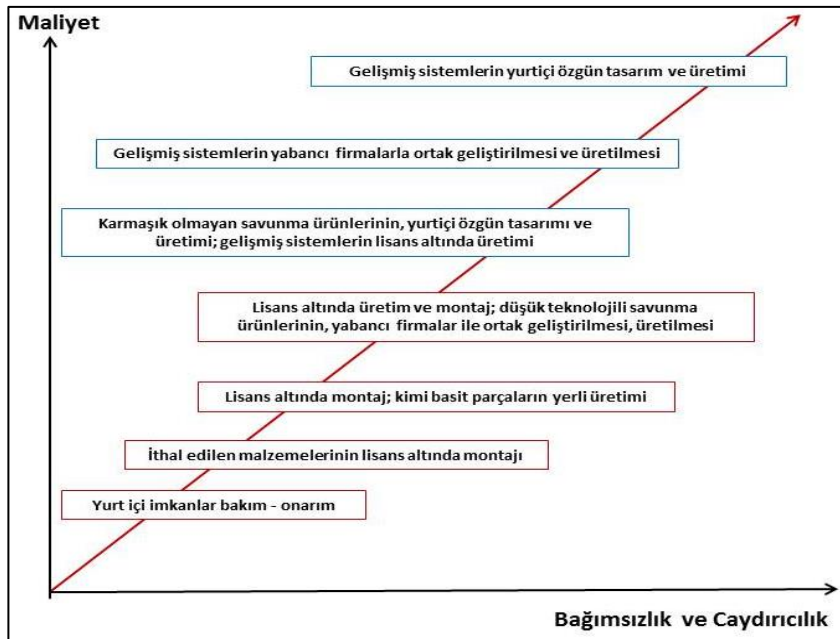 Maliyet
Gelişmiş sistemlerin yurtiçi özgün tasarım ve üretimi
Gelişmiş sistemlerin yabancı firmalarla ortak geliştirilmesi ve üretilmesi
Karmaşık olmayan savunma ürünlerinin, yurtiçi özgün tasarımı ve
üretimi; gelişmiş sistemlerin lisans altında üretimi
Lisans altında üretim ve montaj; düşük teknolojili savunma
ürünlerinin, yabancı firmalar ile ortak geliştirilmesi, üretilmesi
Lisans altında montaj; kimi basit parçaların yerli üretimi
İthal edilen malzemelerinin lisans altında montajı
Yurt içi imkanlar bakım - onarım
Bağımsızlık ve Caydırıcılık